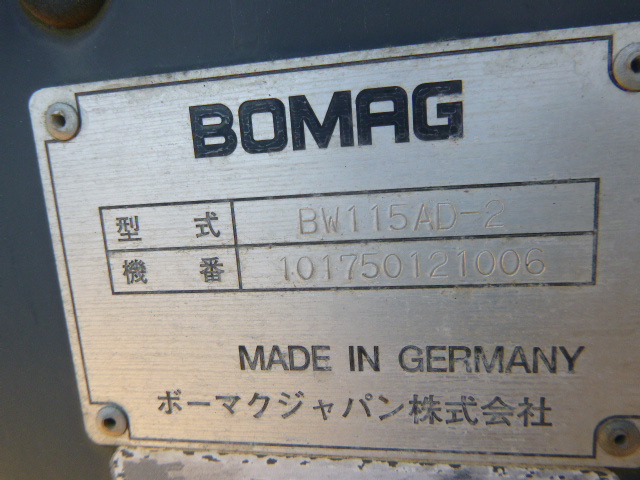 BOMAG
型式 BW115AD-2
機番 101750121006
MADE IN GERMANY
ボーマクジャパン株式会社